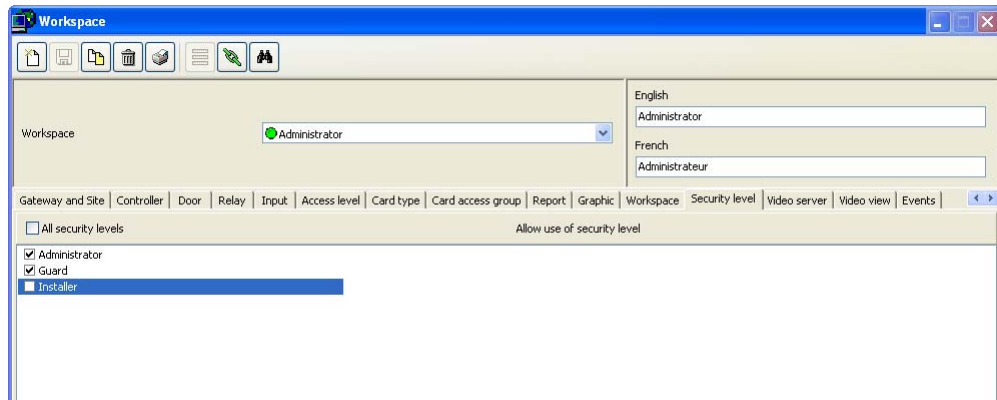 Workspace
English
Administrator
Workspace
Administrator
French
Administrateur
Gateway and Site Controller Door Relay Input Access level Card type Card access group Report Graphic Workspace Security level Video server Video view Events
All security levels Allow use of security level
Administrator
Guard
Installer